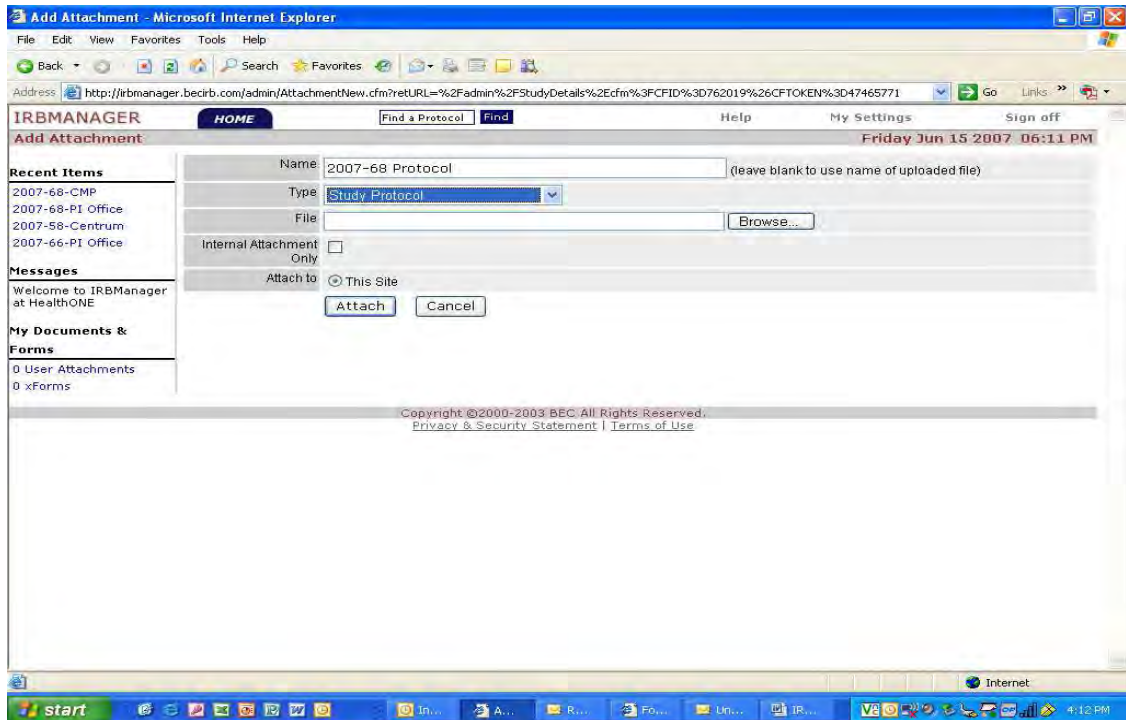 Add Attachment - Microsoft Internet Explorer
File Edit View Favorites Tools Help
Back Search Favorites
Address http://irbmanager.becirb.com/admin/AttachmentNew.cfm?retURL=%2Fadmin%2FStudyDetails%2Ecfm%3FCFID%3D762019%26CFTOKEN%3D47465771 Go Links »
IRBMANAGER HOME Find a Protocol Find Help My Settings Sign off
Add Attachment Friday Jun 15 2007 06:11 PM
Recent Items
2007-68-CMP
2007-68-PI Office
2007-58-Centrum
2007-66-PI Office
Messages
Welcome to IRBManager
at HealthONE
My Documents &
Forms
0 User Attachments
0 xForms
Name 2007-68 Protocol (leave blank to use name of uploaded file)
Type Study Protocol
File Browse...
Internal Attachment
Only
Attach to This Site
Attach Cancel
Copyright ©2000-2003 BEC All Rights Reserved.
Privacy & Security Statement | Terms of Use
Internet
start In... A... R... Fo... Un... IR... 4:12 PM